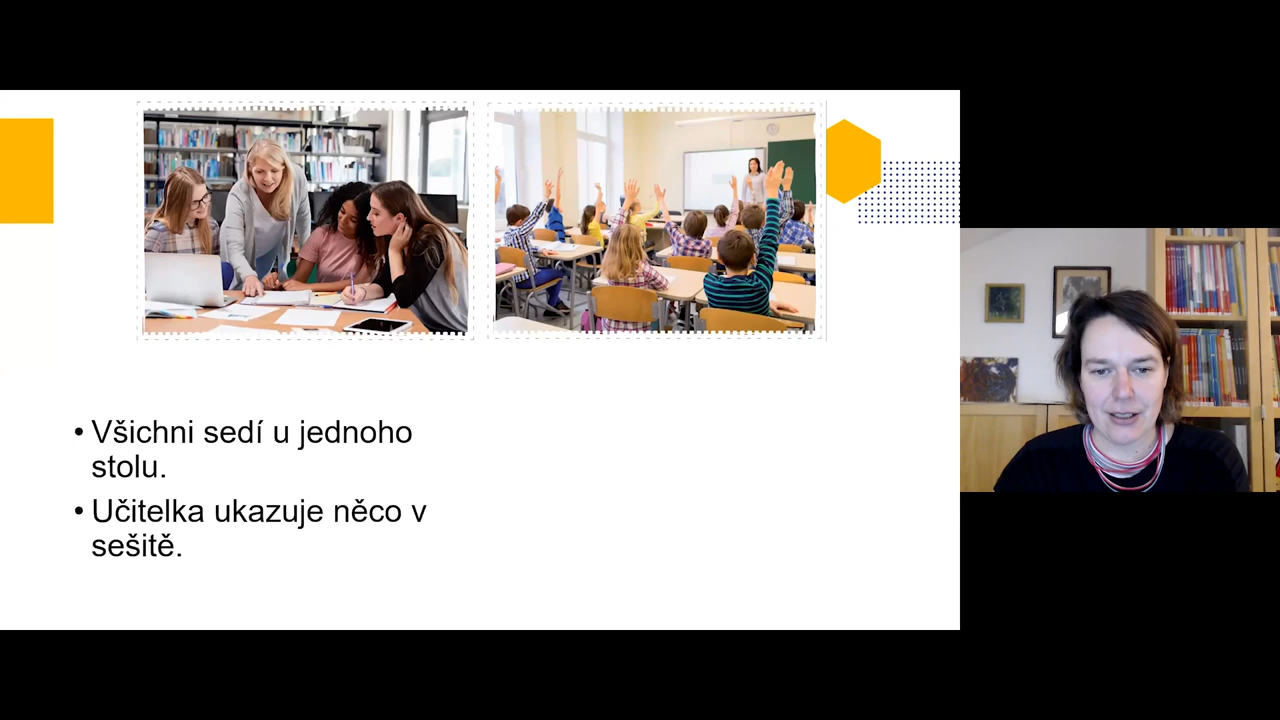 • Všichni sedí u jednoho
stolu.
• Učitelka ukazuje něco v
sešitě.